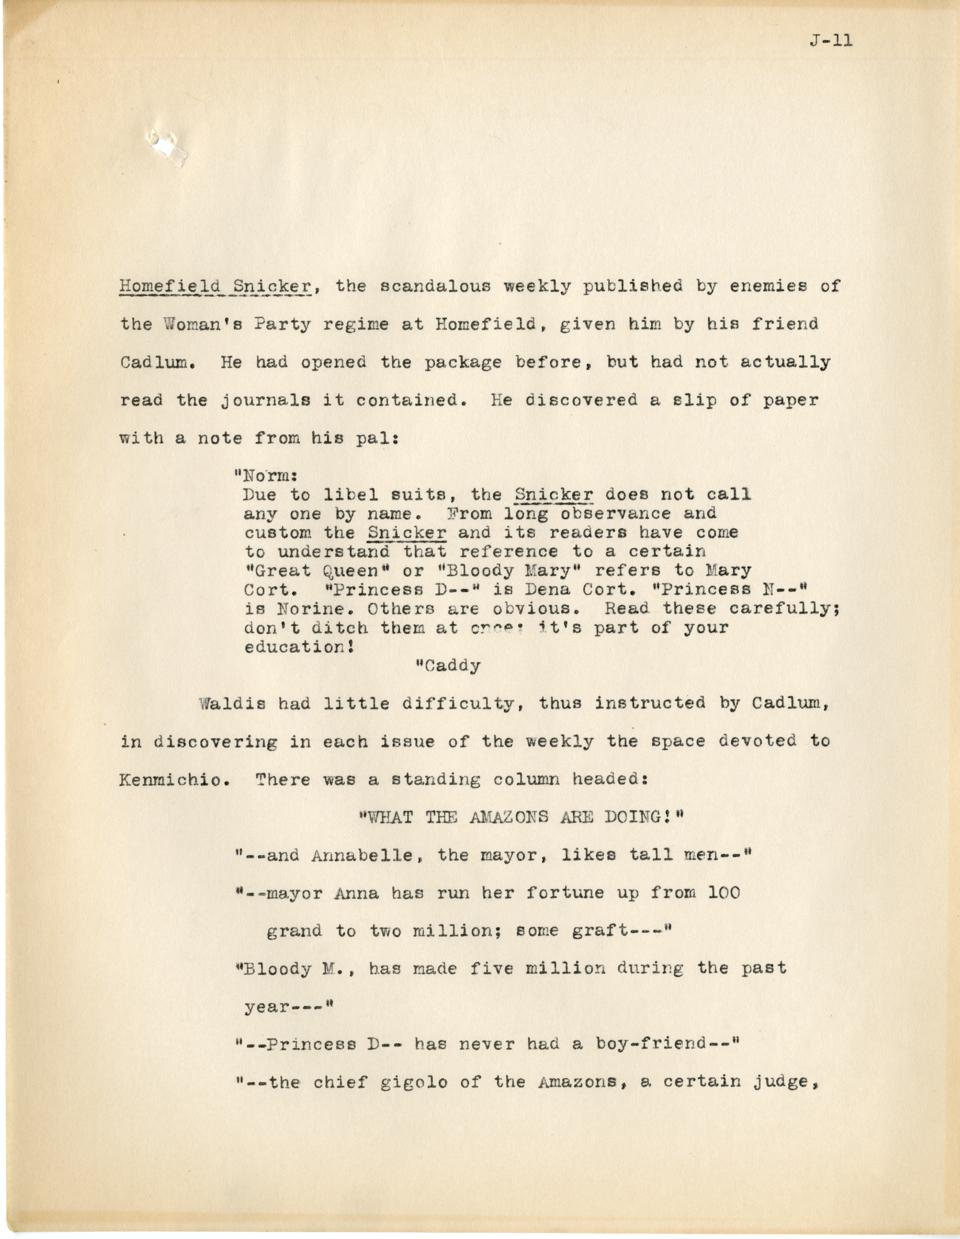 J-11
Homefield Snicker, the scandalous weekly published by enemies of
the Woman's Party regime at Homefield, given him by his friend
Cadlum. He had opened the package before, but had not actually
read the journals it contained. He discovered a slip of paper
with a note from his pal:
"Norm:
Due to libel suits, the Snicker does not call
any one by name. From long observance and
custom the Snicker and its readers have come
to understand that reference to a certain
"Great Queen" or "Bloody Mary" refers to Mary
Cort. "Princess D--" is Dena Cort. "Princess N--"
is Norine. Others are obvious. Read these carefully;
don't ditch them at once; it's part of your
education!
"Caddy
Waldis had little difficulty, thus instructed by Cadlum,
in discovering in each issue of the weekly the space devoted to
Kenmichio. There was a standing column headed:
"WHAT THE AMAZONS ARE DOING!"
"--and Annabelle, the mayor, likes tall men--"
"--mayor Anna has run her fortune up from 100
grand to two million; some graft---"
"Bloody M., has made five million during the past
year---"
"--Princess D-- has never had a boy-friend--"
"--the chief gigolo of the Amazons, a certain judge,